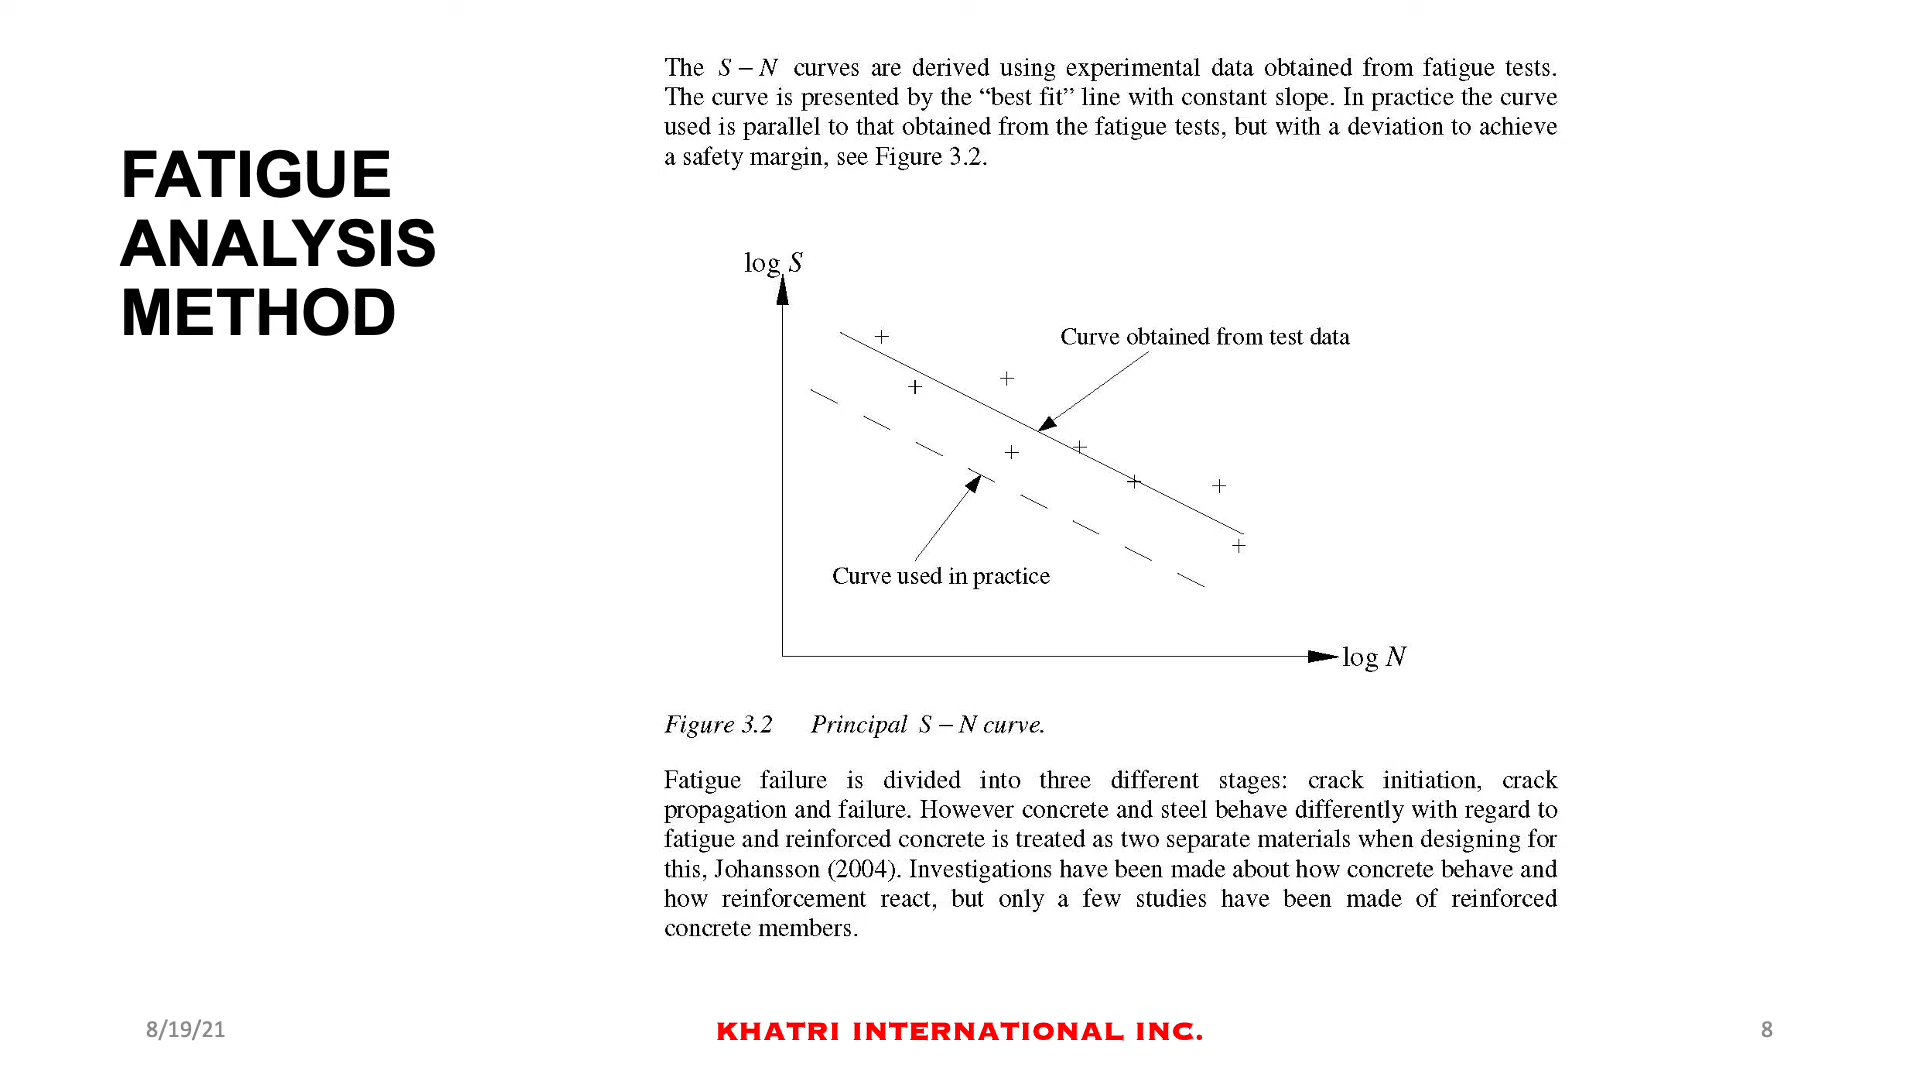 FATIGUE
ANALYSIS
METHOD
The S – N curves are derived using experimental data obtained from fatigue tests.
The curve is presented by the “best fit” line with constant slope. In practice the curve
used is parallel to that obtained from the fatigue tests, but with a deviation to achieve
a safety margin, see Figure 3.2.
log S
Curve obtained from test data
Curve used in practice
log N
Figure 3.2 Principal S – N curve.
Fatigue failure is divided into three different stages: crack initiation, crack
propagation and failure. However concrete and steel behave differently with regard to
fatigue and reinforced concrete is treated as two separate materials when designing for
this, Johansson (2004). Investigations have been made about how concrete behave and
how reinforcement react, but only a few studies have been made of reinforced
concrete members.
8/19/21
KHATRI INTERNATIONAL INC.
8